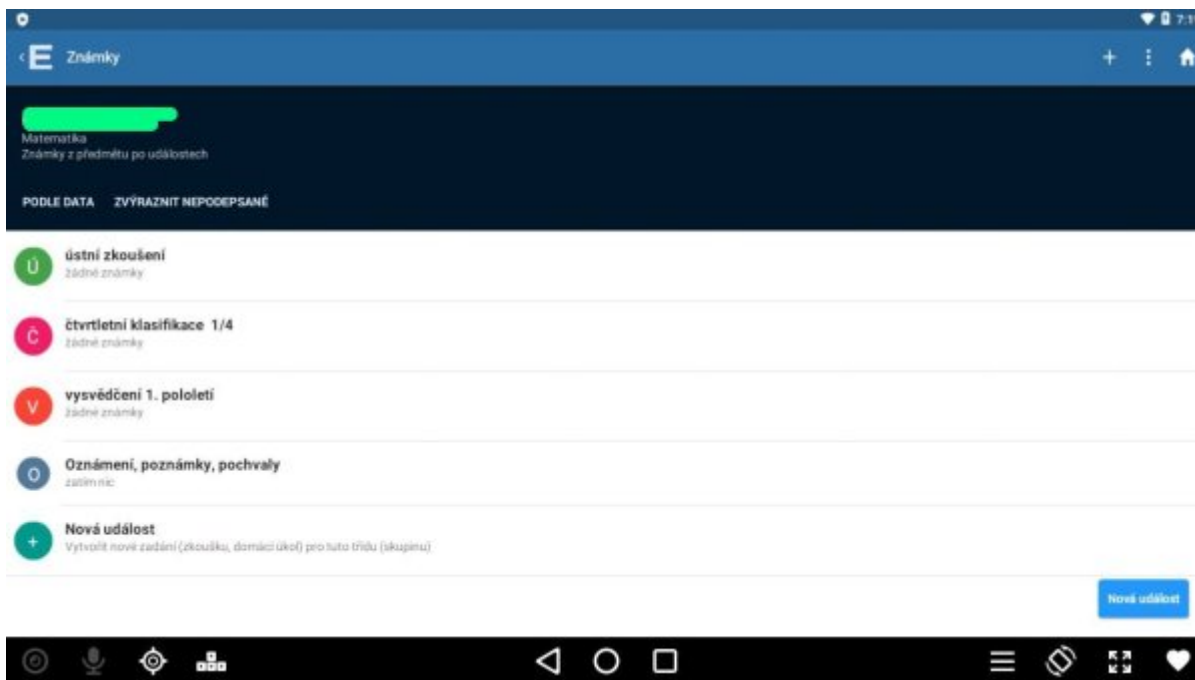 7:1
E Známky
Matematika
Známky z předmětu po událostech
PODLE DATA ZVÝRAZNIT NEPODEPSANÉ
Ú ústní zkoušení
žádné známky
Č čtvrtletní klasifikace 1/4
žádné známky
V vysvědčení 1. pololetí
žádné známky
O Oznámení, poznámky, pochvaly
zatím nic
+ Nová událost
Vytvořit nové zadání (zkoušku, domácí úkol) pro tuto třídu (skupinu)
Nová událost